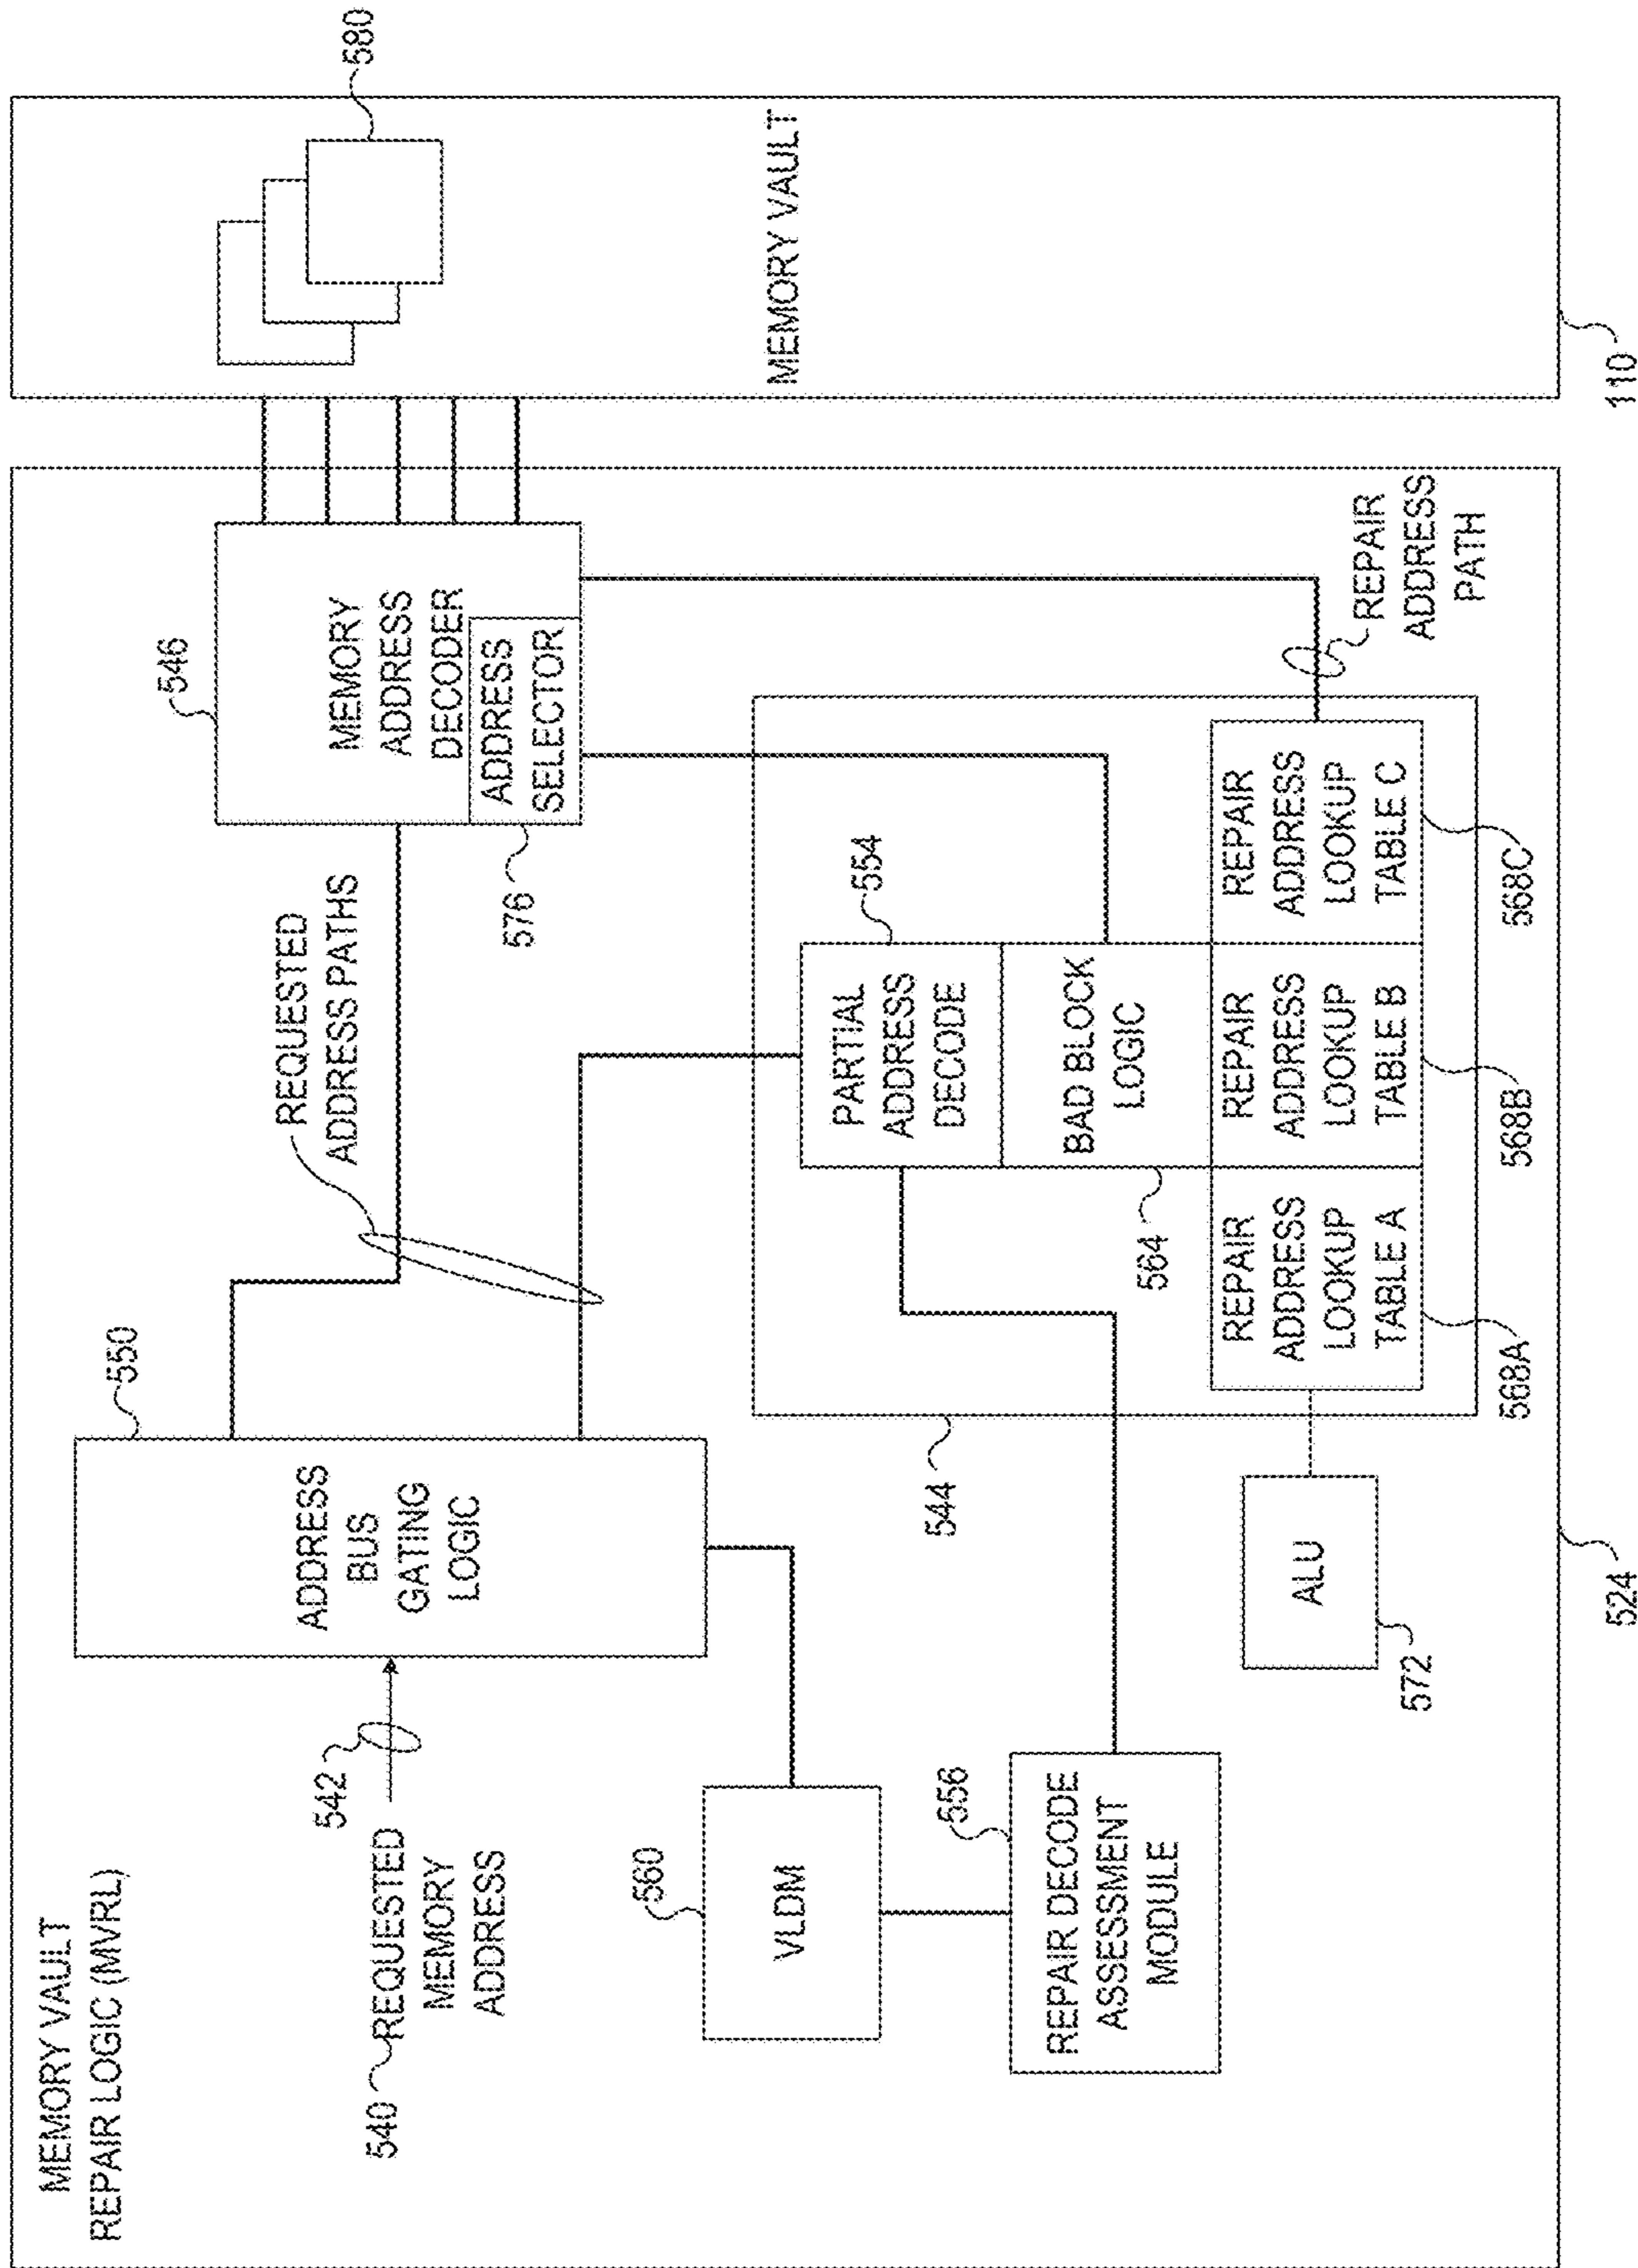 MEMORY VAULT
REPAIR LOGIC (MVRL)
540
REQUESTED
MEMORY
ADDRESS
542
550
ADDRESS
BUS
GATING
LOGIC
REQUESTED
ADDRESS PATHS
546
MEMORY
ADDRESS
DECODER
ADDRESS
SELECTOR
576
580
MEMORY VAULT
110
560
VLDM
556
REPAIR DECODE
ASSESSMENT
MODULE
544
554
PARTIAL
ADDRESS
DECODE
BAD BLOCK
LOGIC
564
REPAIR
ADDRESS
LOOKUP
TABLE A
REPAIR
ADDRESS
LOOKUP
TABLE B
REPAIR
ADDRESS
LOOKUP
TABLE C
568A
568B
568C
REPAIR
ADDRESS
PATH
ALU
572
524